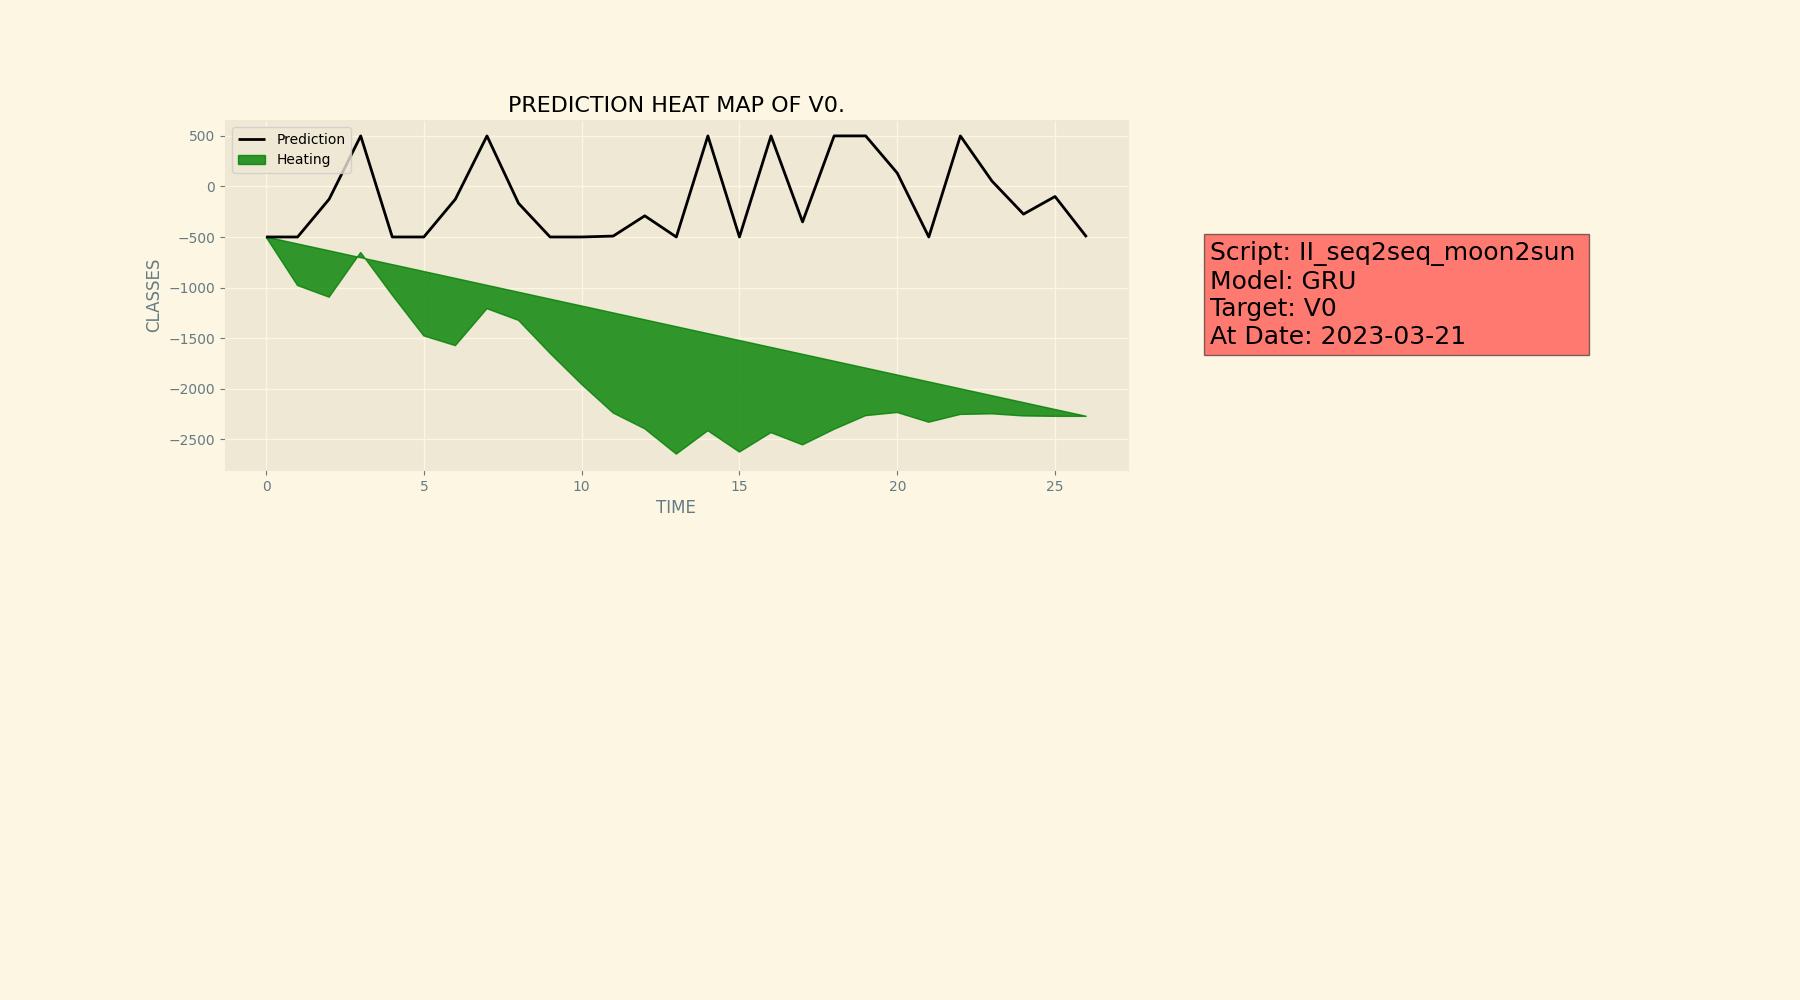 PREDICTION HEAT MAP OF V0.
Prediction
Heating
500
0
−500
−1000
−1500
−2000
−2500
CLASSES
0 5 10 15 20 25
TIME
Script: II_seq2seq_moon2sun
Model: GRU
Target: V0
At Date: 2023-03-21